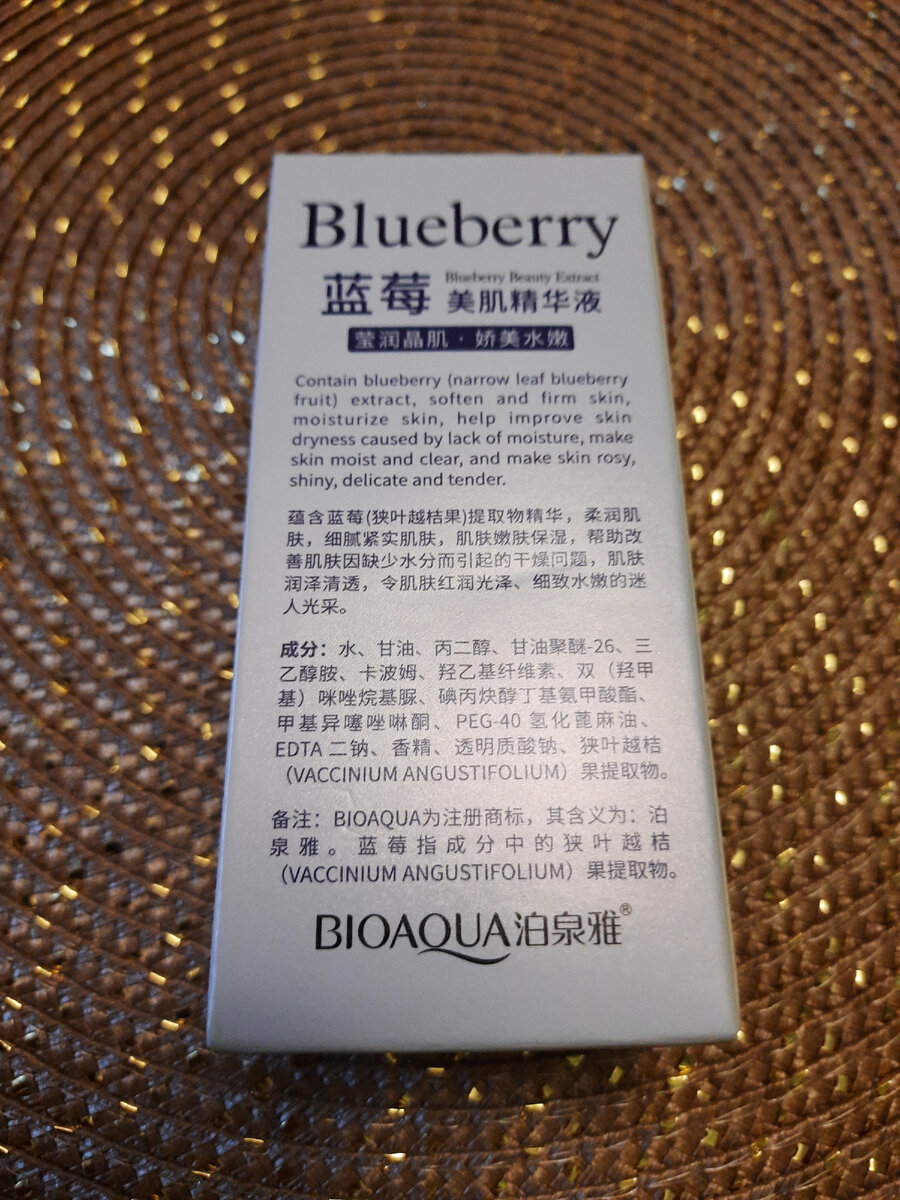 Blueberry
蓝莓 Blueberry Beauty Extract
美肌精华液
莹润晶肌·娇美水嫩
Contain blueberry (narrow leaf blueberry
fruit) extract, soften and firm skin,
moisturize skin, help improve skin
dryness caused by lack of moisture, make
skin moist and clear, and make skin rosy,
shiny, delicate and tender.
蕴含蓝莓(狭叶越桔果)提取物精华，柔润肌
肤，细腻紧实肌肤，肌肤嫩肤保湿，帮助改
善肌肤因缺少水分而引起的干燥问题，肌肤
润泽清透，令肌肤红润光泽、细致水嫩的迷
人光采。
成分：水、甘油、丙二醇、甘油聚醚-26、三
乙醇胺、卡波姆、羟乙基纤维素、双（羟甲
基）咪唑烷基脲、碘丙炔醇丁基氨甲酸酯、
甲基异噻唑啉酮、PEG-40 氢化蓖麻油、
EDTA 二钠、香精、透明质酸钠、狭叶越桔
（VACCINIUM ANGUSTIFOLIUM）果提取物。
备注：BIOAQUA为注册商标，其含义为：泊
泉雅。蓝莓指成分中的狭叶越桔
（VACCINIUM ANGUSTIFOLIUM）果提取物。
BIOAQUA泊泉雅®